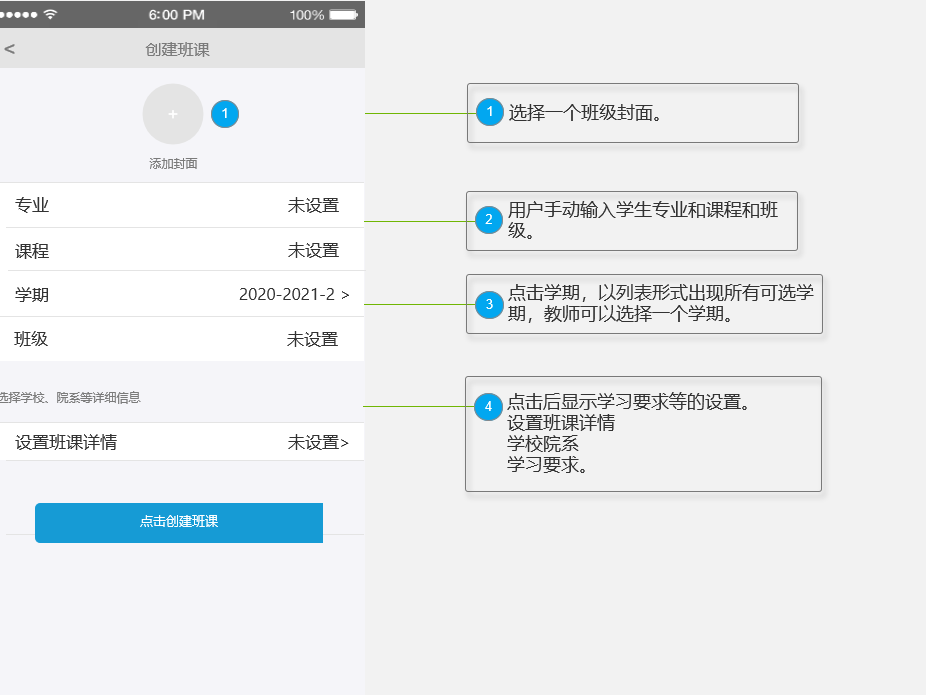 6:00 PM
100%
<
创建班课
+
1
添加封面
专业
未设置
课程
未设置
学期
2020-2021-2 >
班级
未设置
选择学校、院系等详细信息
设置班课详情
未设置>
点击创建班课
1
选择一个班级封面。
2
用户手动输入学生专业和课程和班
级。
3
点击学期，以列表形式出现所有可选学
期，教师可以选择一个学期。
4
点击后显示学习要求等的设置。
设置班课详情
学校院系
学习要求。